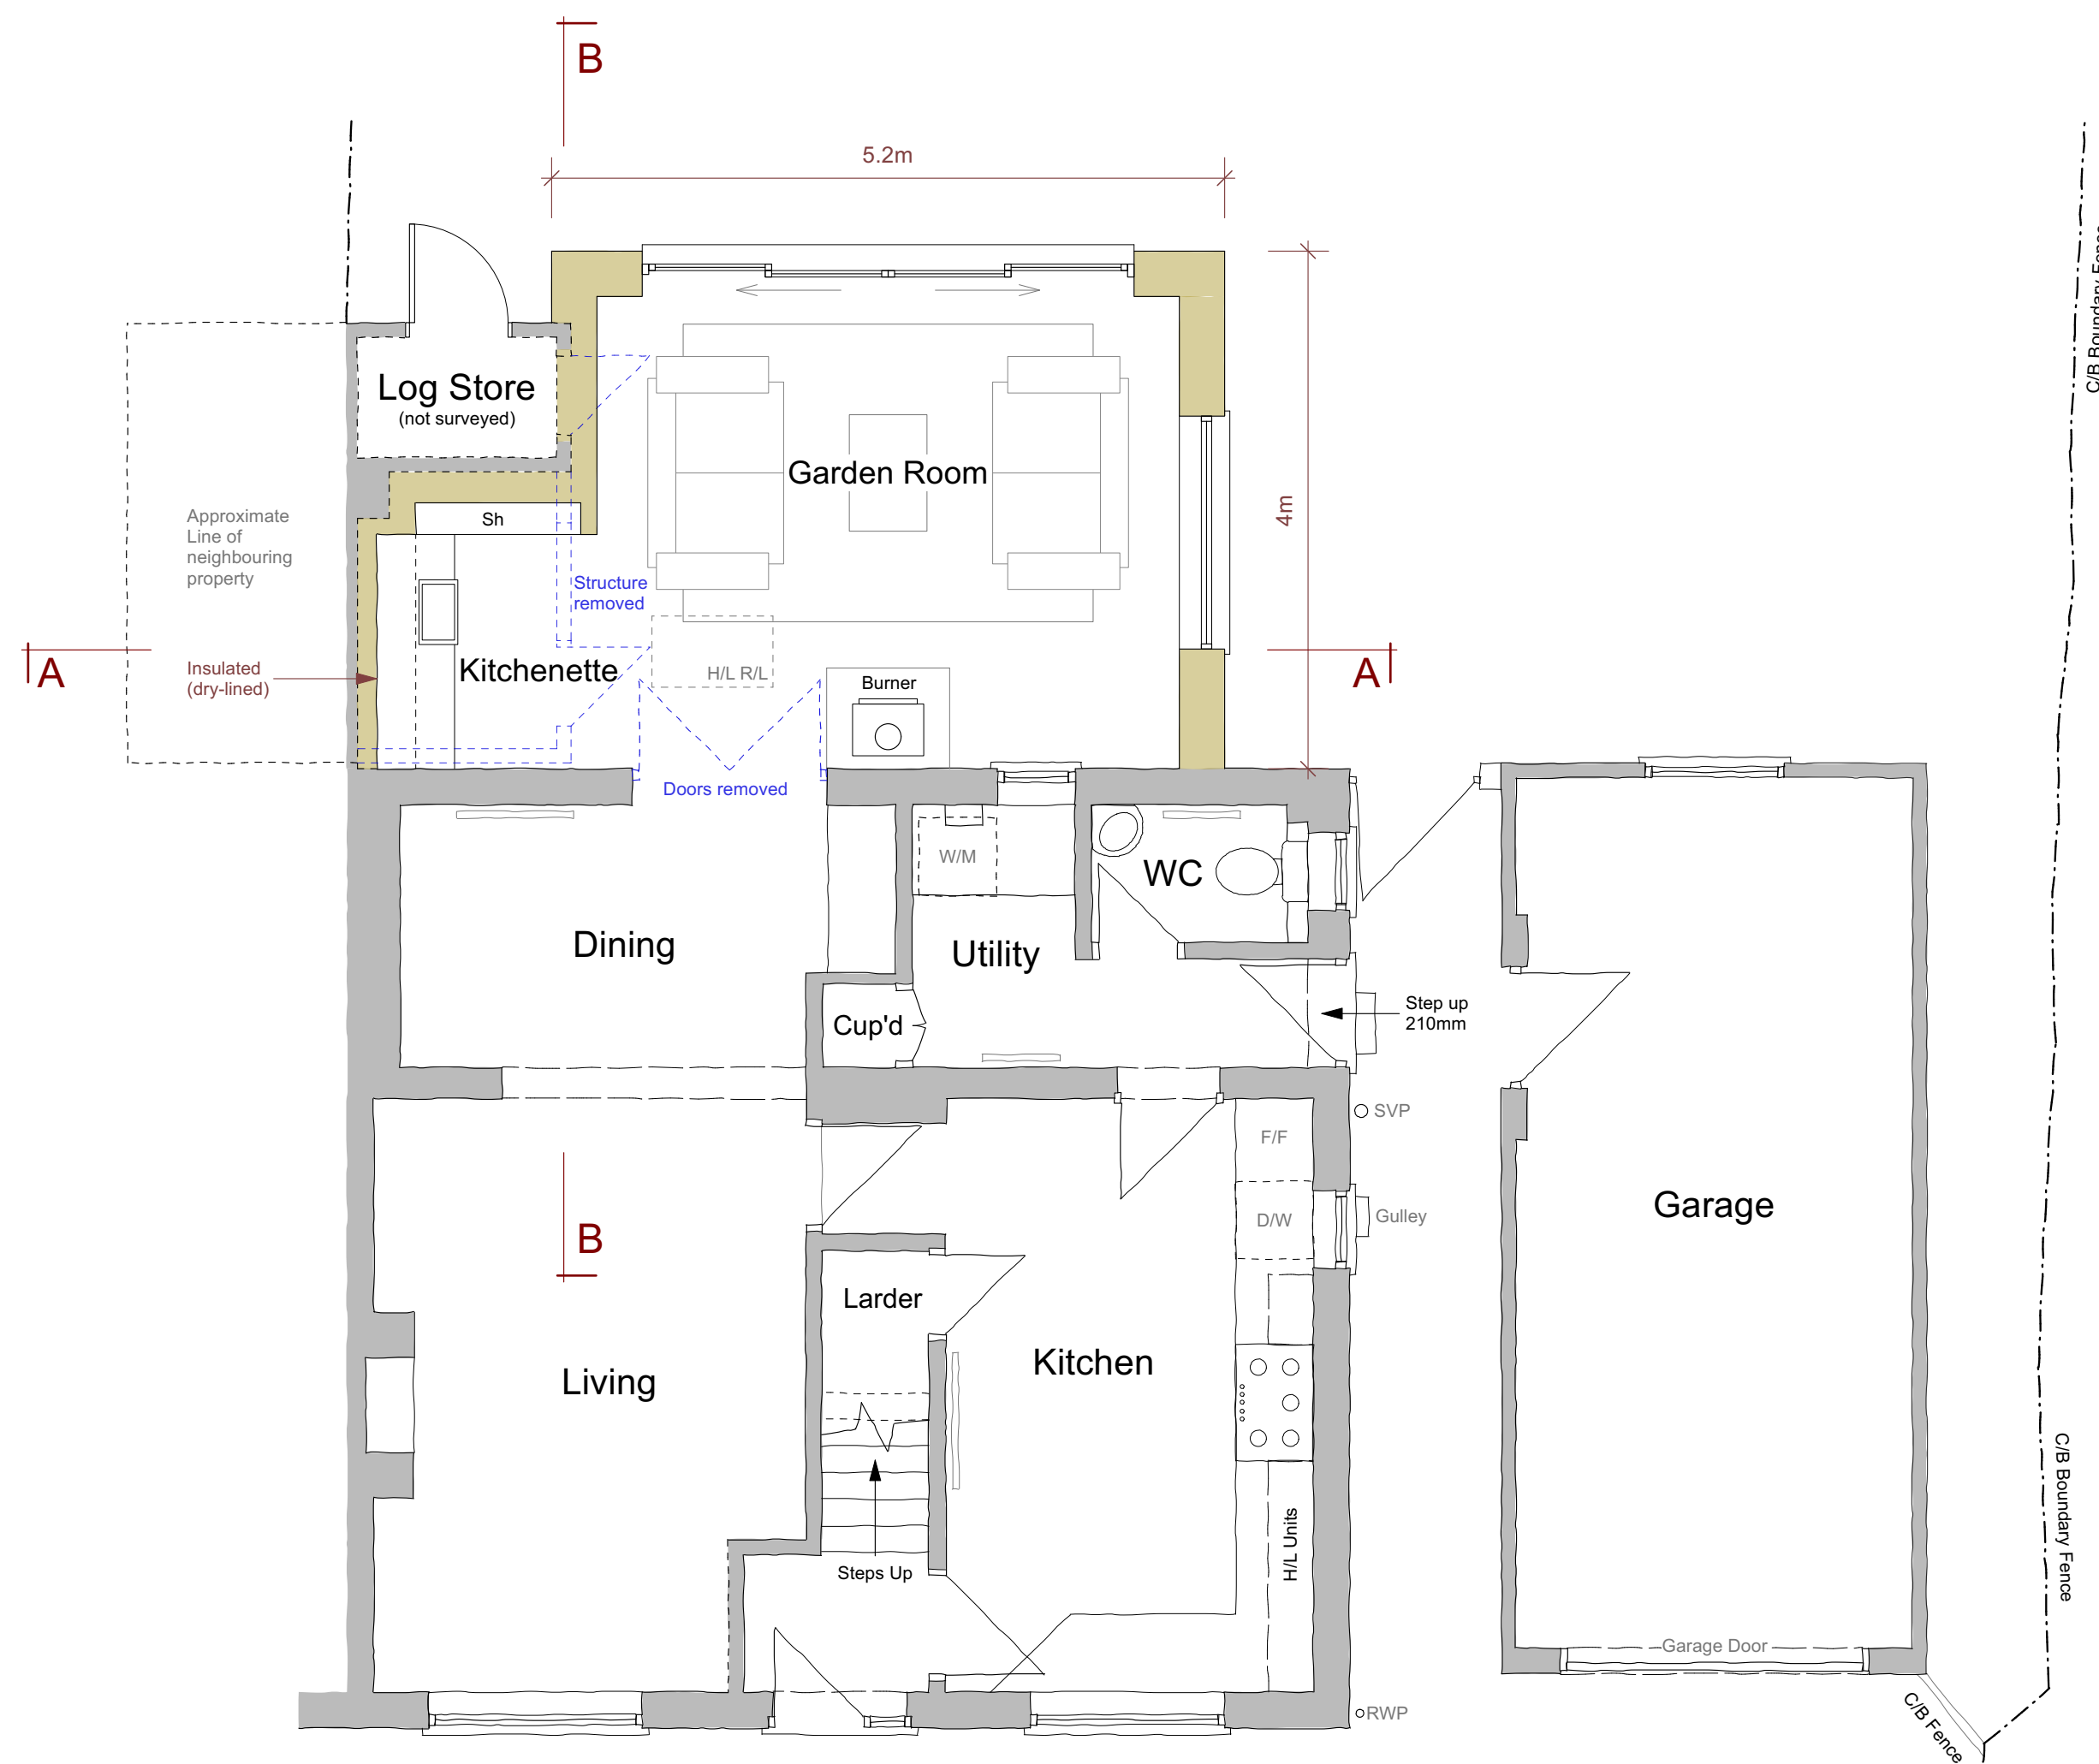 B
5.2m
C/B Boundary Fence
Log Store
(not surveyed)
Garden Room
4m
Sh
Approximate
Line of
neighbouring
property
Structure
removed
Insulated
(dry-lined)
A
Kitchenette
H/L R/L
Burner
A
Doors removed
W/M
WC
Dining
Utility
Cup'd
Step up
210mm
SVP
F/F
D/W
Gulley
Garage
B
Larder
Kitchen
Living
C/B Boundary Fence
H/L Units
Steps Up
Garage Door
RWP
C/B Fence